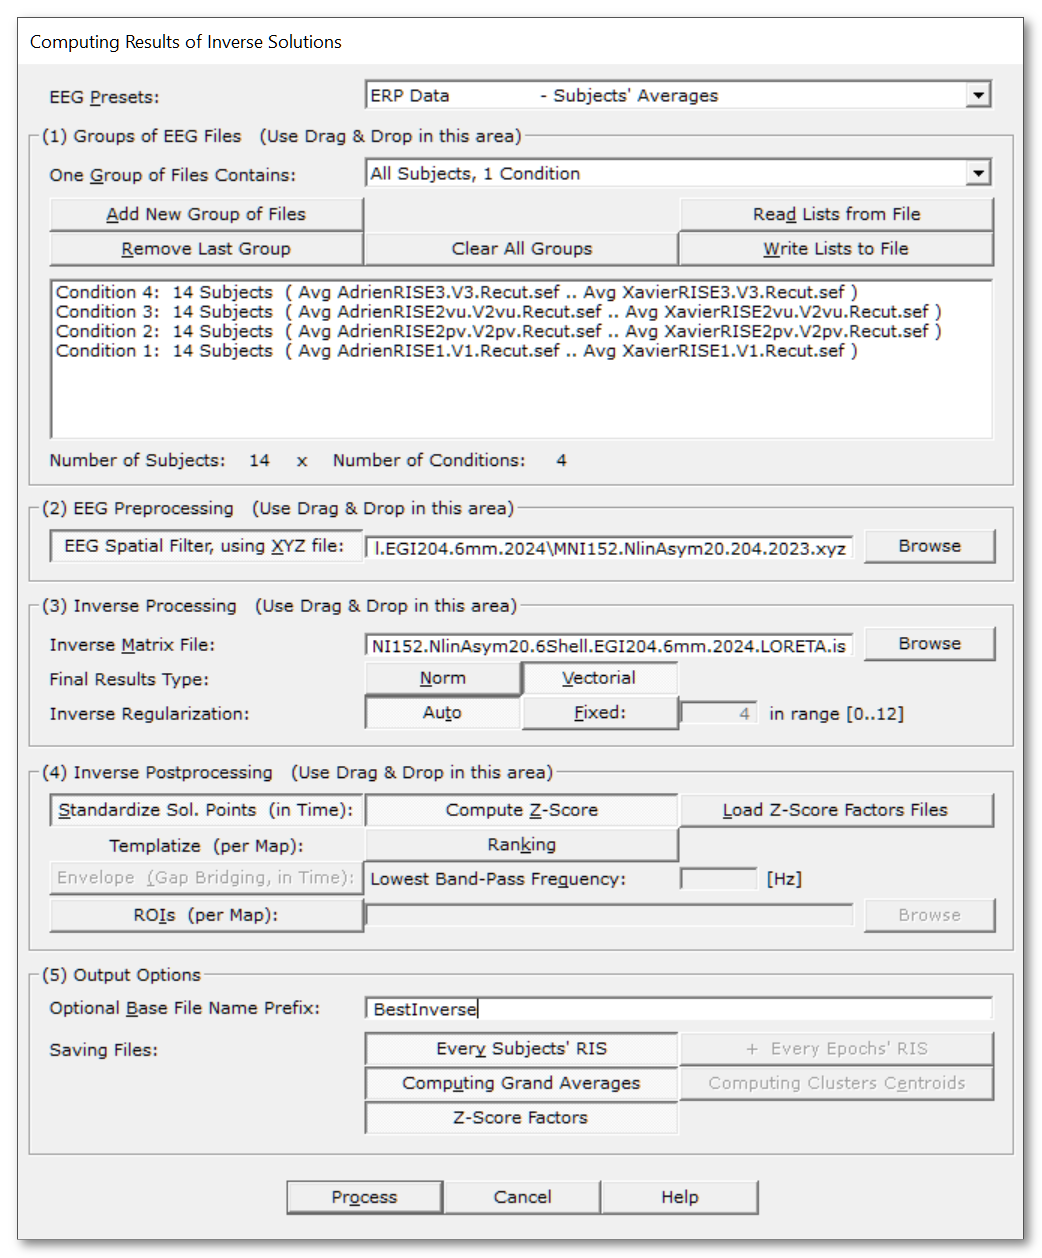 Computing Results of Inverse Solutions
EEG Presets: ERP Data - Subjects' Averages
(1) Groups of EEG Files (Use Drag & Drop in this area)
One Group of Files Contains: All Subjects, 1 Condition
Add New Group of Files Read Lists from File
Remove Last Group Clear All Groups Write Lists to File
Condition 4: 14 Subjects ( Avg AdrienRISE3.V3.Recut.sef .. Avg XavierRISE3.V3.Recut.sef )
Condition 3: 14 Subjects ( Avg AdrienRISE2vu.V2vu.Recut.sef .. Avg XavierRISE2vu.V2vu.Recut.sef )
Condition 2: 14 Subjects ( Avg AdrienRISE2pv.V2pv.Recut.sef .. Avg XavierRISE2pv.V2pv.Recut.sef )
Condition 1: 14 Subjects ( Avg AdrienRISE1.V1.Recut.sef .. Avg XavierRISE1.V1.Recut.sef )
Number of Subjects: 14 x Number of Conditions: 4
(2) EEG Preprocessing (Use Drag & Drop in this area)
EEG Spatial Filter, using XYZ file: l.EGI204.6mm.2024\MNI152.NlinAsym20.204.2023.xyz Browse
(3) Inverse Processing (Use Drag & Drop in this area)
Inverse Matrix File: NI152.NlinAsym20.6Shell.EGI204.6mm.2024.LORETA.is Browse
Final Results Type: Norm Vectorial
Inverse Regularization: Auto Fixed: 4 in range [0..12]
(4) Inverse Postprocessing (Use Drag & Drop in this area)
Standardize Sol. Points (in Time): Compute Z-Score Load Z-Score Factors Files
Templatize (per Map): Ranking
Envelope (Gap Bridging, in Time): Lowest Band-Pass Frequency: [Hz]
ROIs (per Map): Browse
(5) Output Options
Optional Base File Name Prefix: BestInverse
Saving Files: Every Subjects' RIS + Every Epochs' RIS
Computing Grand Averages Computing Clusters Centroids
Z-Score Factors
Process Cancel Help